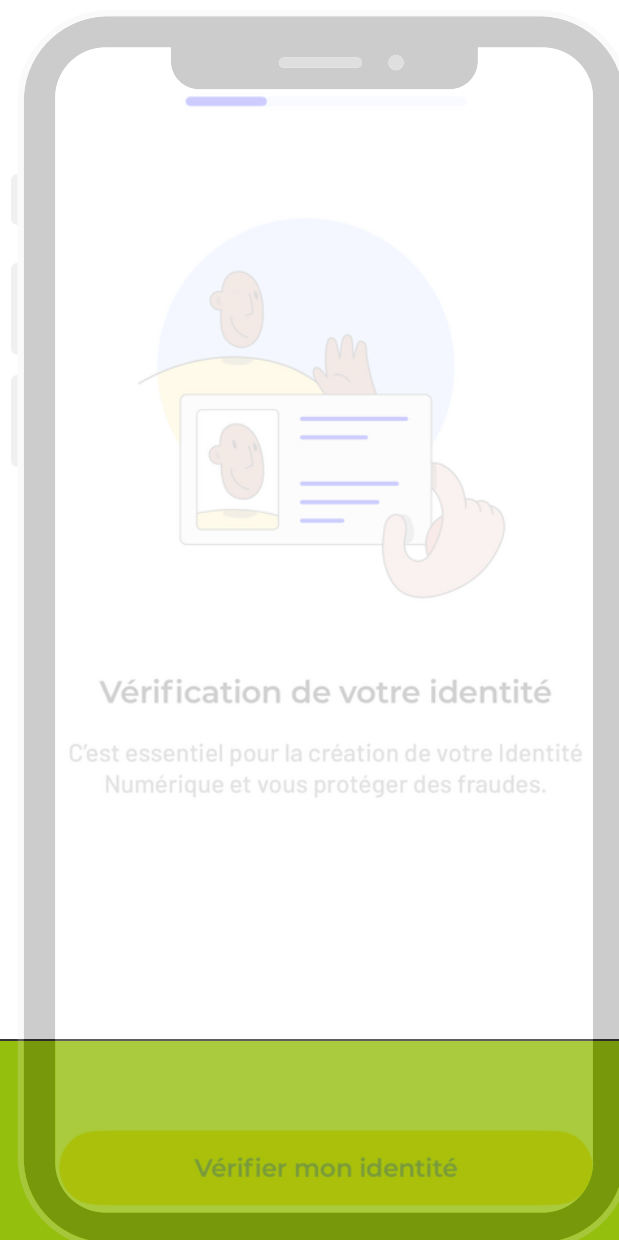 Vérification de votre identité
C'est essentiel pour la création de votre Identité
Numérique et vous protéger des fraudes.
Vérifier mon identité